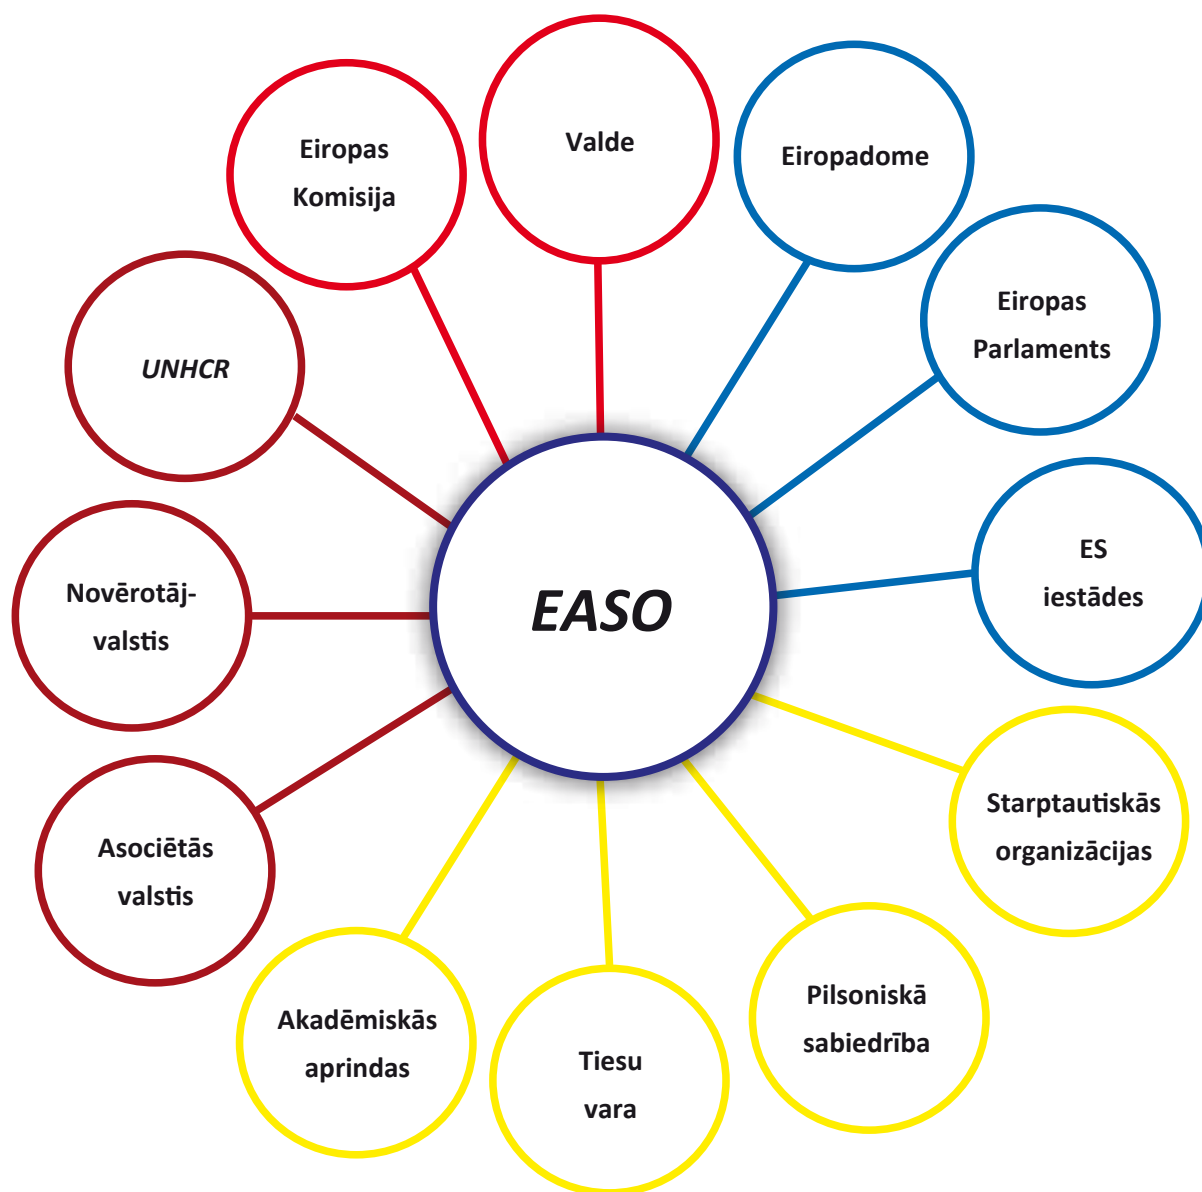 Valde
Eiropadome
Eiropas
Parlaments
ES
iestādes
Starptautiskās
organizācijas
Pilsoniskā
sabiedrība
Tiesu
vara
Akadēmiskās
aprindas
Asociētās
valstis
Novērotāj-
valstis
UNHCR
Eiropas
Komisija
EASO